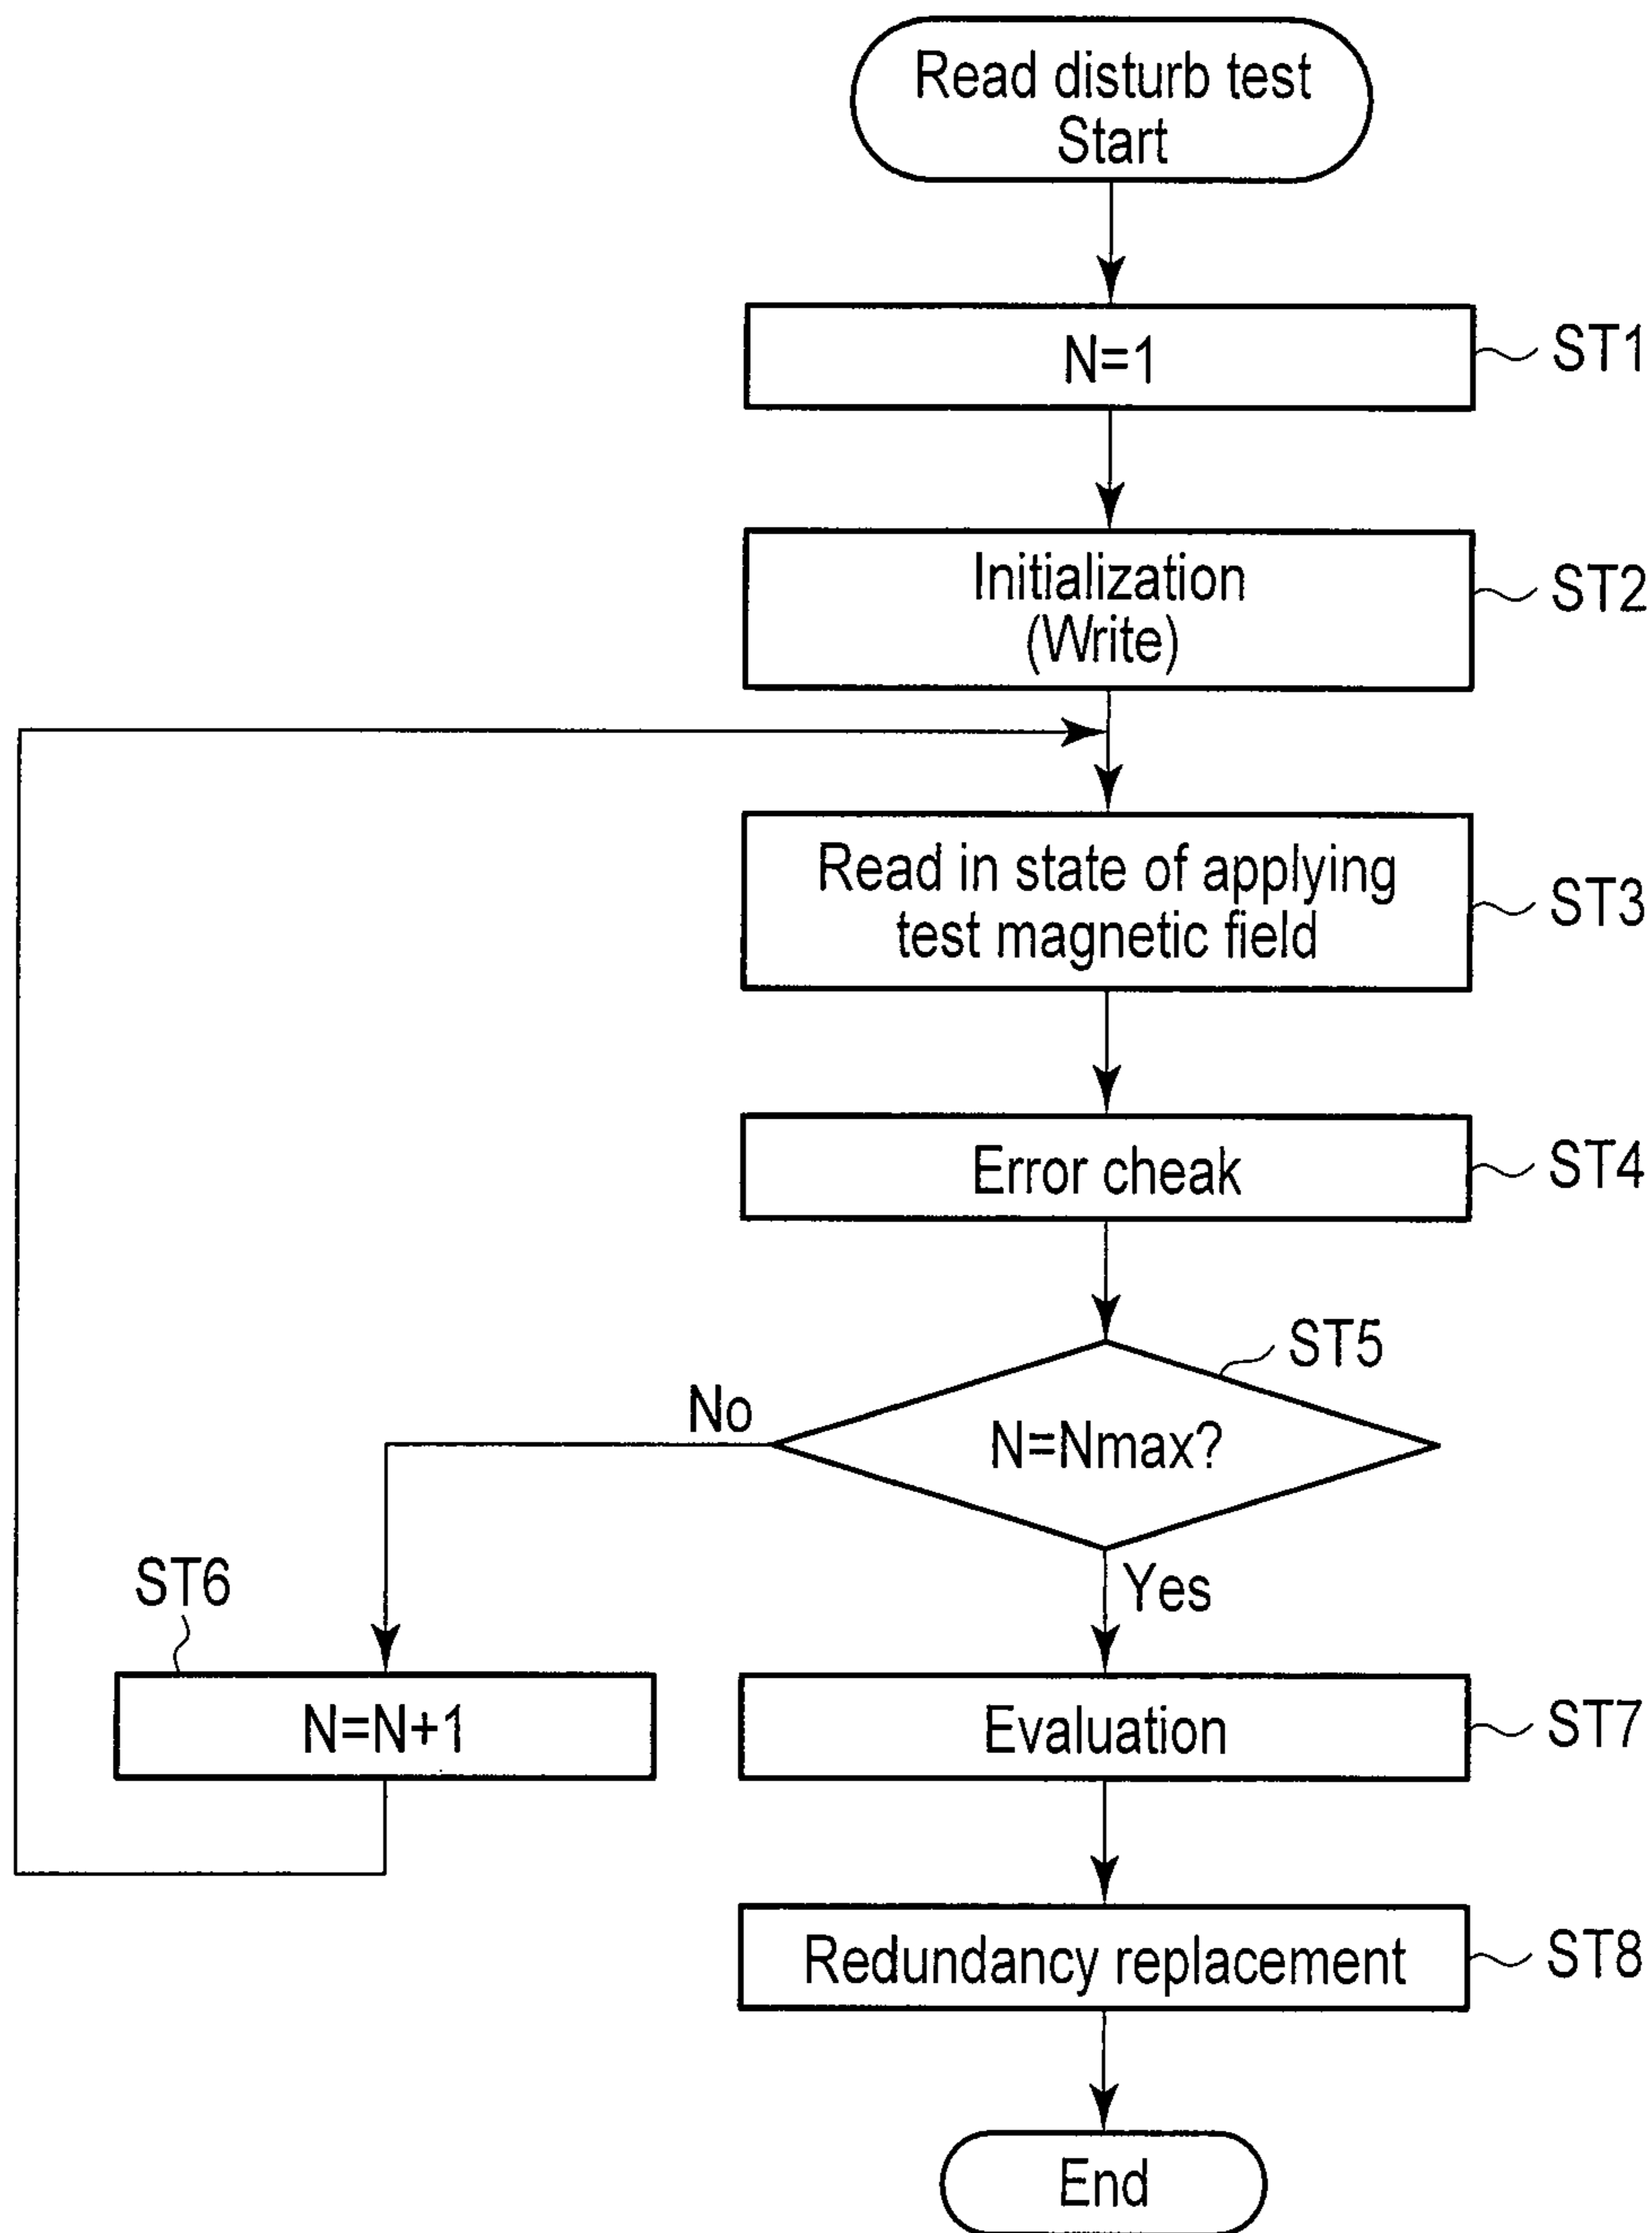 Read disturb test
Start
N=1
ST1
Initialization
(Write)
ST2
Read in state of applying
test magnetic field
ST3
Error cheak
ST4
ST5
N=Nmax?
No
Yes
ST6
N=N+1
Evaluation
ST7
Redundancy replacement
ST8
End